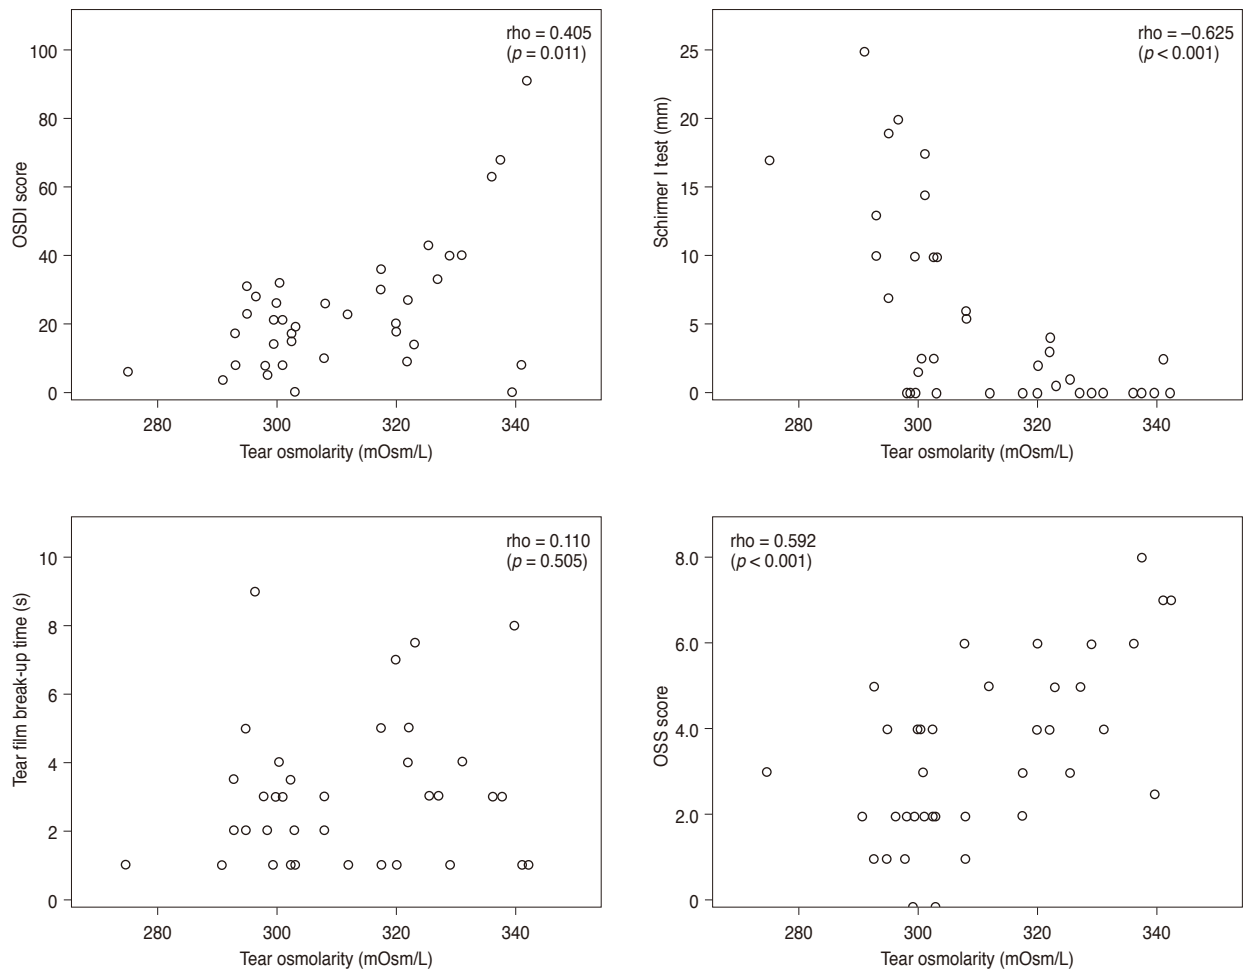 rho = 0.405
(p = 0.011)
OSDI score
100
80
60
40
20
0
280
300
320
340
Tear osmolarity (mOsm/L)
rho = –0.625
(p < 0.001)
Schirmer I test (mm)
25
20
15
10
5
0
280
300
320
340
Tear osmolarity (mOsm/L)
rho = 0.110
(p = 0.505)
Tear film break-up time (s)
10
8
6
4
2
0
280
300
320
340
Tear osmolarity (mOsm/L)
rho = 0.592
(p < 0.001)
OSS score
8.0
6.0
4.0
2.0
0
280
300
320
340
Tear osmolarity (mOsm/L)